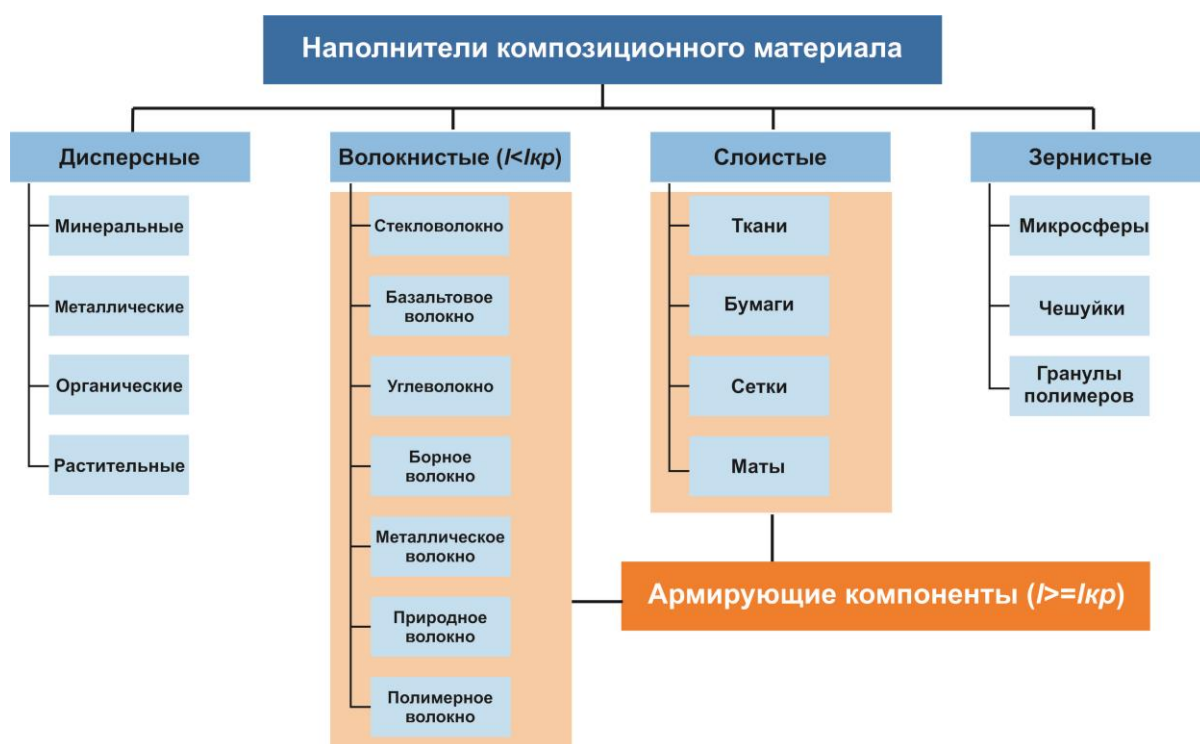 Наполнители композиционного материала
Дисперсные
Минеральные
Металлические
Органические
Растительные
Волокнистые (l<lкр)
Стекловолокно
Базальтовое
волокно
Углеволокно
Борное
волокно
Металлическое
волокно
Природное
волокно
Полимерное
волокно
Слоистые
Ткани
Бумаги
Сетки
Маты
Зернистые
Микросферы
Чешуйки
Гранулы
полимеров
Армирующие компоненты (l>=lкр)